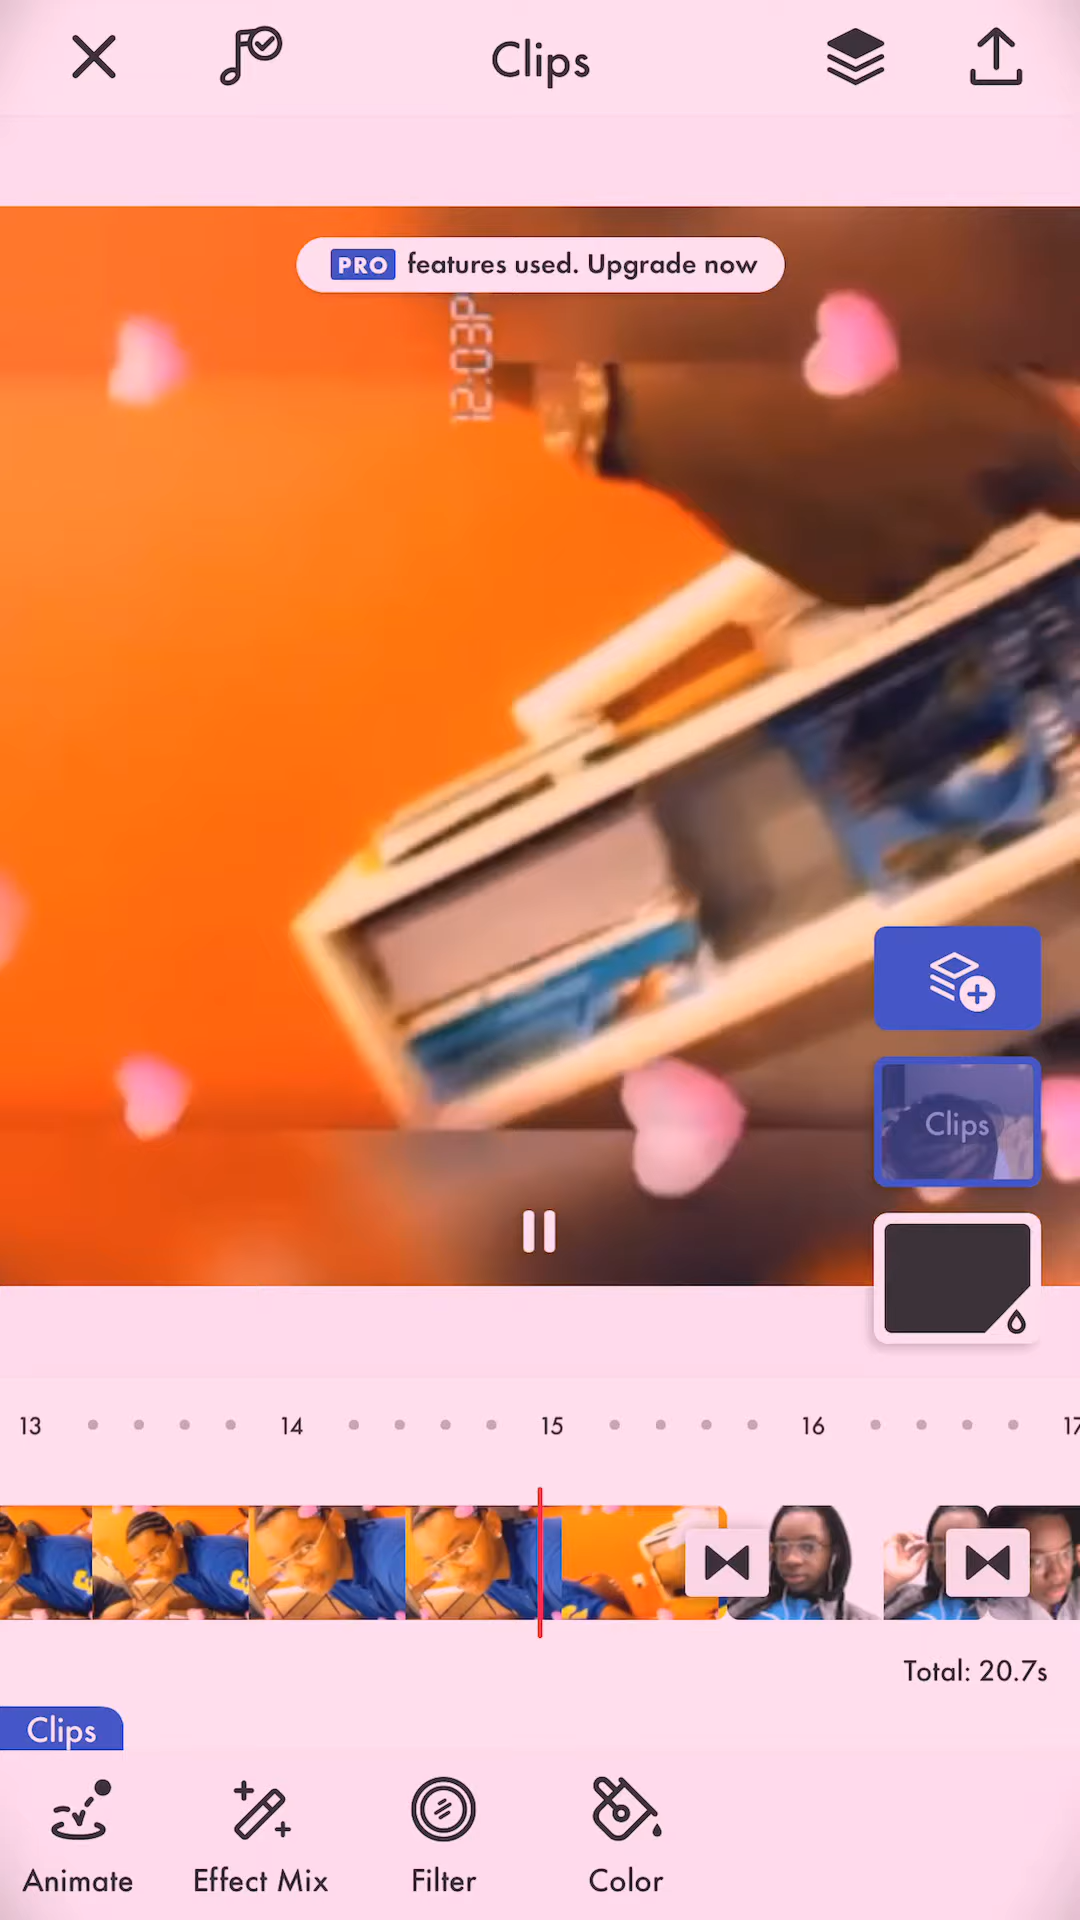 Clips
PRO features used. Upgrade now
12:03P
Clips
13 14 15 16 17
Total: 20.7s
Clips
Animate Effect Mix Filter Color